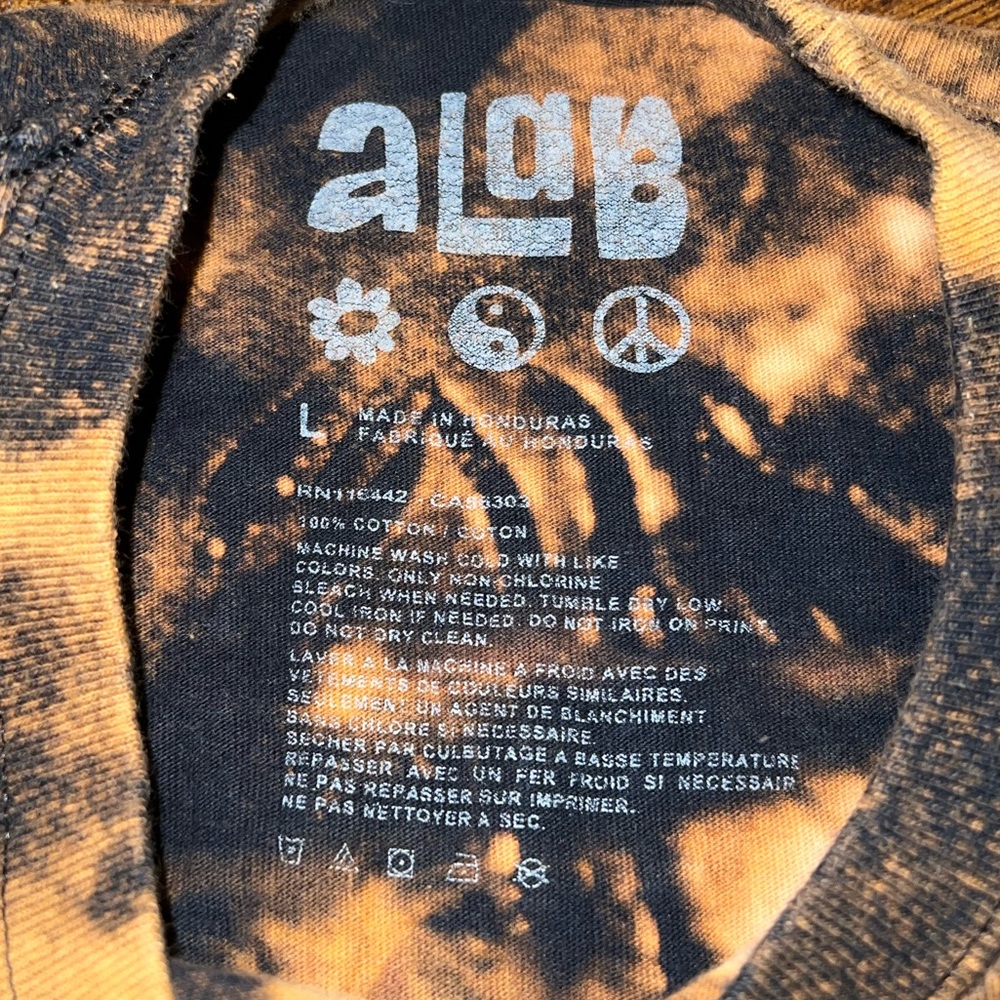 aLaB
L
MADE IN HONDURAS
FABRIQUÉ AU HONDURAS
RN116442 - CA56303
100% COTTON / COTON
MACHINE WASH COLD WITH LIKE
COLORS. ONLY NON CHLORINE
BLEACH WHEN NEEDED. TUMBLE DRY LOW.
COOL IRON IF NEEDED. DO NOT IRON ON PRINT.
DO NOT DRY CLEAN.
LAVER A LA MACHINE A FROID AVEC DES
VETEMENTS DE COULEURS SIMILAIRES.
SEULEMENT UN AGENT DE BLANCHIMENT
SANS CHLORE SI NECESSAIRE.
SECHER PAR CULBUTAGE A BASSE TEMPERATURE
REPASSER AVEC UN FER FROID SI NECESSAIR
NE PAS REPASSER SUR IMPRIMER.
NE PAS NETTOYER A SEC.